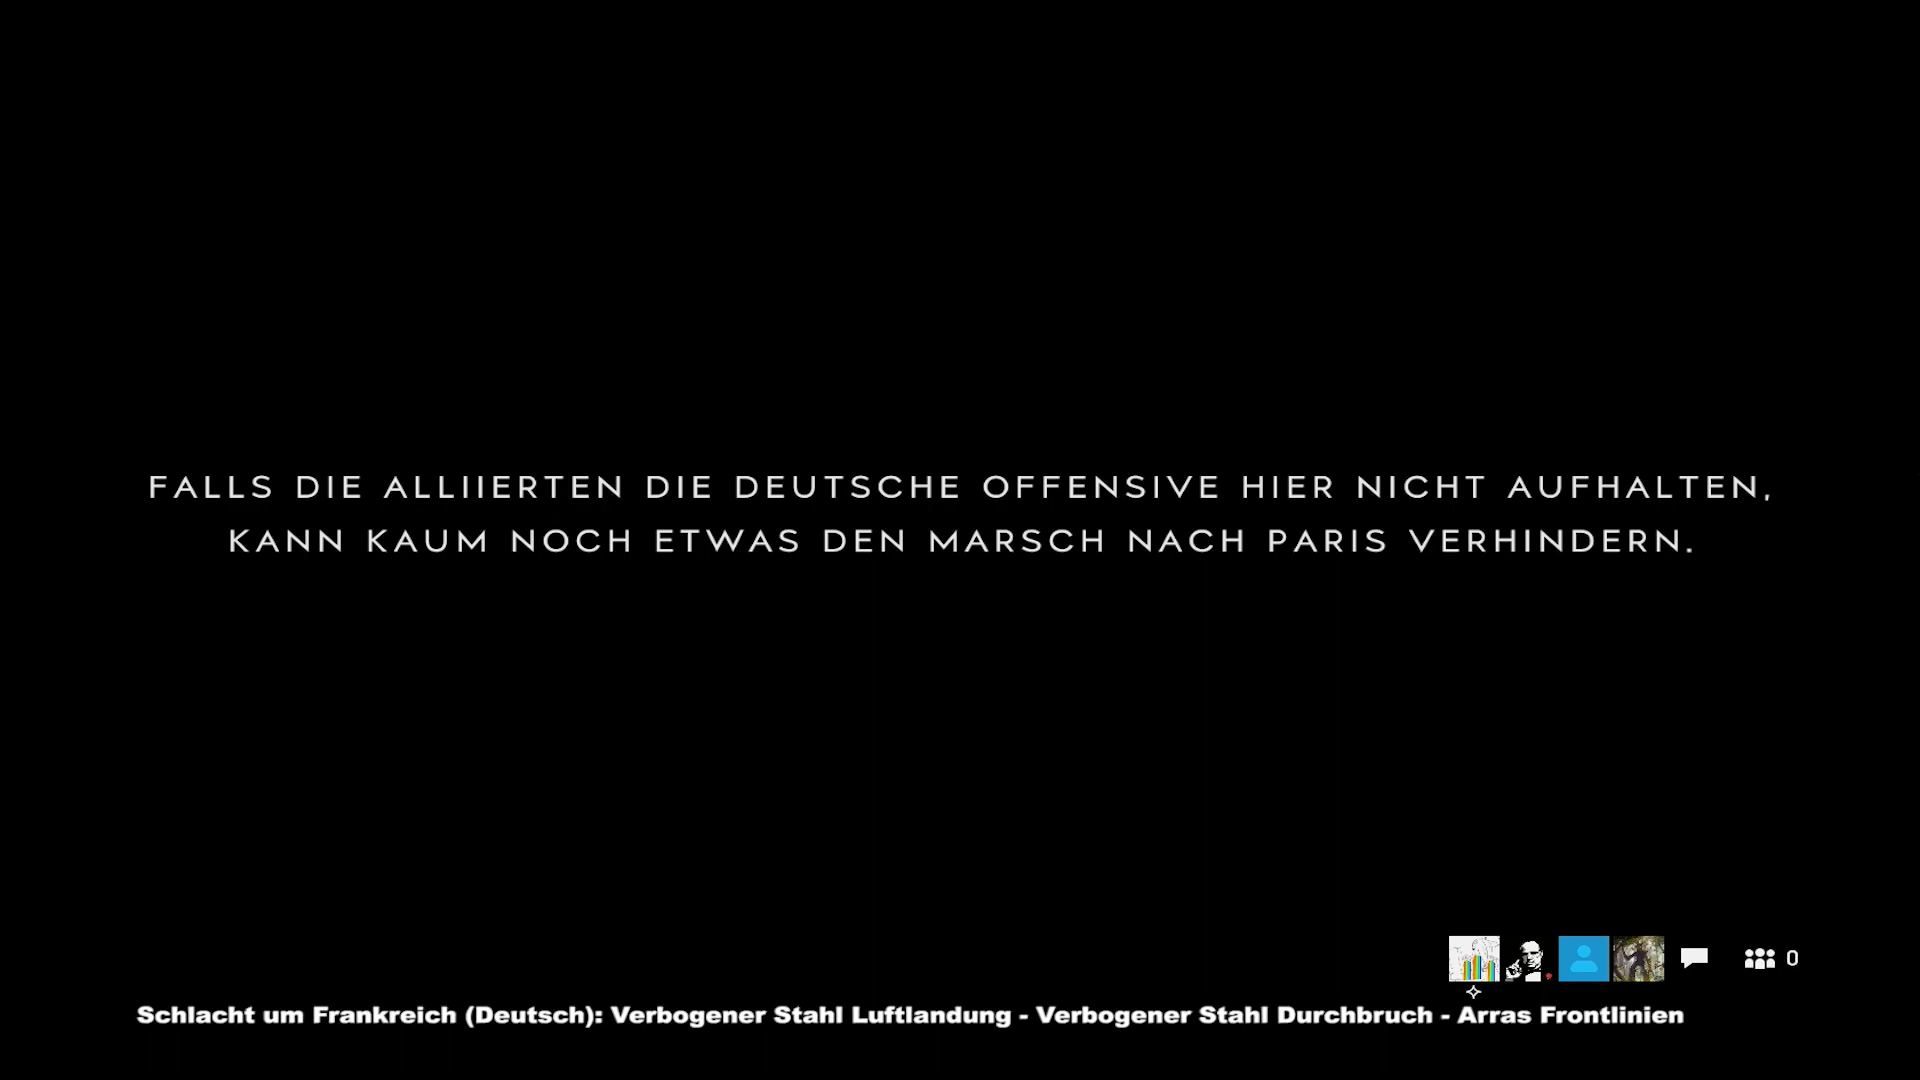 FALLS DIE ALLIIERTEN DIE DEUTSCHE OFFENSIVE HIER NICHT AUFHALTEN,
KANN KAUM NOCH ETWAS DEN MARSCH NACH PARIS VERHINDERN.
0
Schlacht um Frankreich (Deutsch): Verbogener Stahl Luftlandung - Verbogener Stahl Durchbruch - Arras Frontlinien